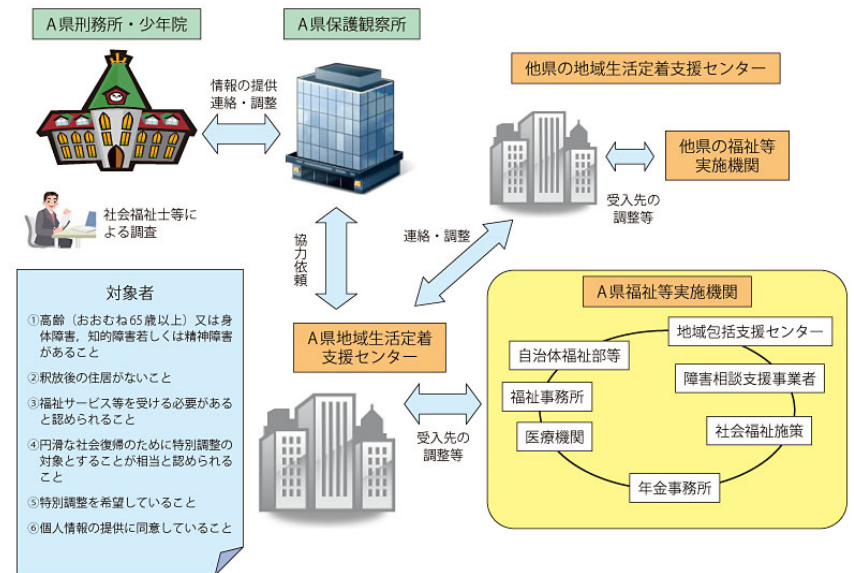 A県刑務所・少年院
A県保護観察所
情報の提供
連絡・調整
他県の地域生活定着支援センター
他県の福祉等
実施機関
受入先の
調整等
社会福祉士等に
よる調査
協力依頼
連絡・調整
対象者
①高齢（おおむね65歳以上）又は身
体障害，知的障害若しくは精神障害
があること
②釈放後の住居がないこと
③福祉サービス等を受ける必要がある
と認められること
④円滑な社会復帰のために特別調整の
対象とすることが相当と認められる
こと
⑤特別調整を希望していること
⑥個人情報の提供に同意していること
A県地域生活定着
支援センター
受入先の
調整等
A県福祉等実施機関
地域包括支援センター
自治体福祉部等
障害相談支援事業者
福祉事務所
社会福祉施策
医療機関
年金事務所